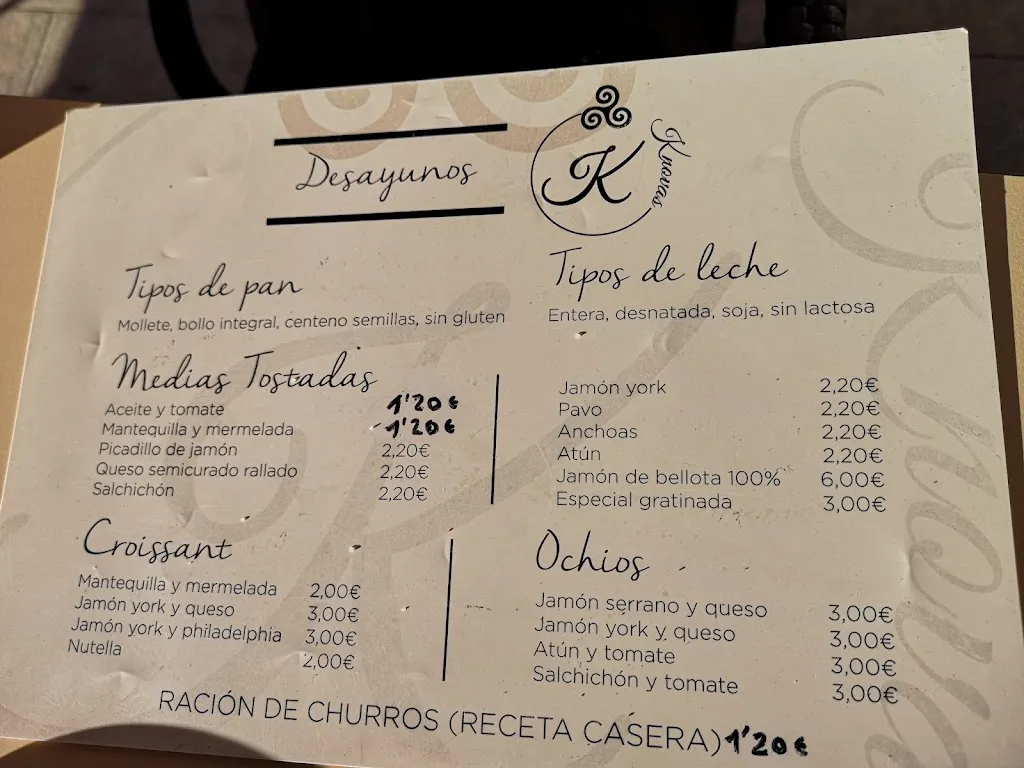 Desayunos
K
Knovas
Tipos de pan
Mollete, bollo integral, centeno semillas, sin gluten
Tipos de leche
Entera, desnatada, soja, sin lactosa
Medias Tostadas
Aceite y tomate 1'20€
Mantequilla y mermelada 1'20€
Picadillo de jamón 2,20€
Queso semicurado rallado 2,20€
Salchichón 2,20€
Jamón york 2,20€
Pavo 2,20€
Anchoas 2,20€
Atún 2,20€
Jamón de bellota 100% 6,00€
Especial gratinada 3,00€
Croissant
Mantequilla y mermelada 2,00€
Jamón york y queso 3,00€
Jamón york y philadelphia 3,00€
Nutella 2,00€
Ochios
Jamón serrano y queso 3,00€
Jamón york y queso 3,00€
Atún y tomate 3,00€
Salchichón y tomate 3,00€
RACIÓN DE CHURROS (RECETA CASERA) 1'20€